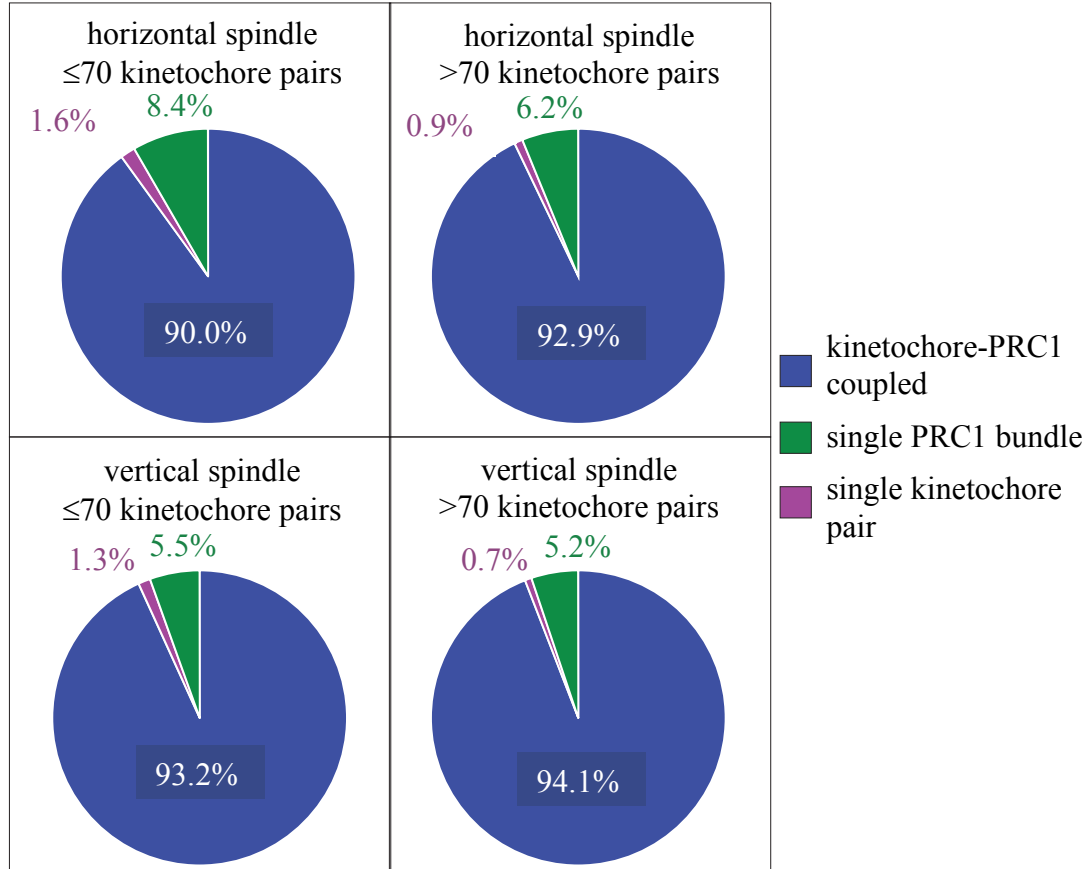 horizontal spindle
≤70 kinetochore pairs
1.6%
8.4%
90.0%
horizontal spindle
>70 kinetochore pairs
0.9%
6.2%
92.9%
vertical spindle
≤70 kinetochore pairs
1.3%
5.5%
93.2%
vertical spindle
>70 kinetochore pairs
0.7%
5.2%
94.1%
kinetochore-PRC1
coupled
single PRC1 bundle
single kinetochore
pair